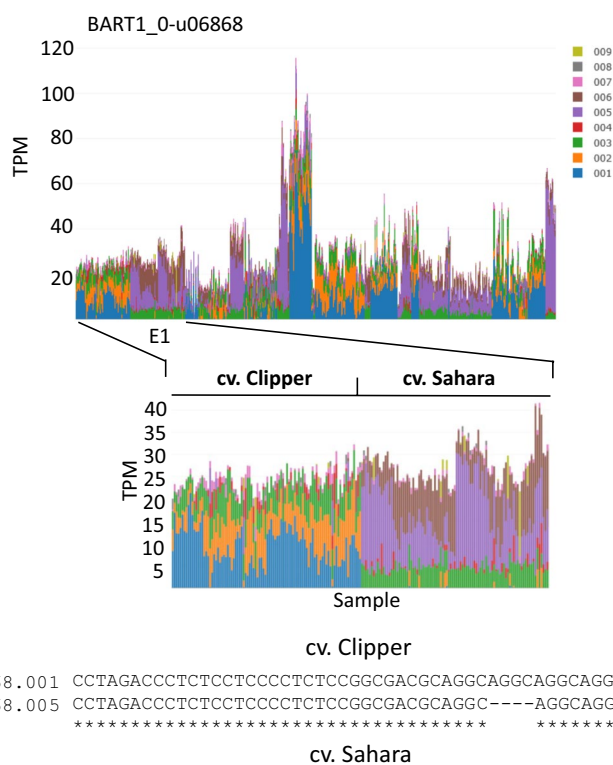 BART1_0-u06868
120
100
80
60
40
20
TPM
009
008
007
006
005
004
003
002
001
E1
cv. Clipper cv. Sahara
40
35
30
25
20
15
10
5
TPM
Sample
cv. Clipper
58.001 CCTAGACCCTCTCCTCCCCTCTCCGGCGACGCAGGCAGGCAGGCAGG
58.005 CCTAGACCCTCTCCTCCCCTCTCCGGCGACGCAGGC----AGGCAGG
************************************ *******
cv. Sahara